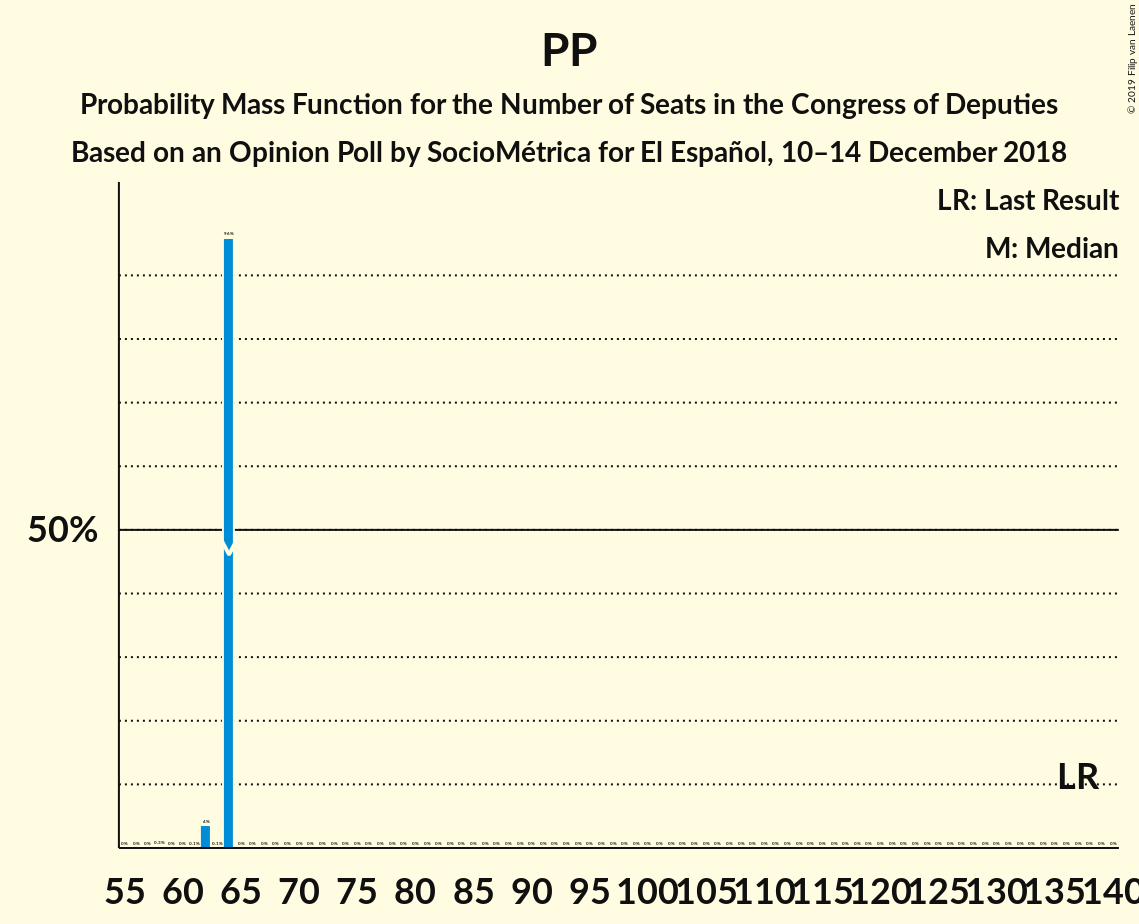 PP
Probability Mass Function for the Number of Seats in the Congress of Deputies
Based on an Opinion Poll by SocioMétrica for El Español, 10–14 December 2018
© 2019 Filip van Laenen
LR: Last Result
M: Median
96%
50%
M
LR
4%
55 60 65 70 75 80 85 90 95 100 105 110 115 120 125 130 135 140